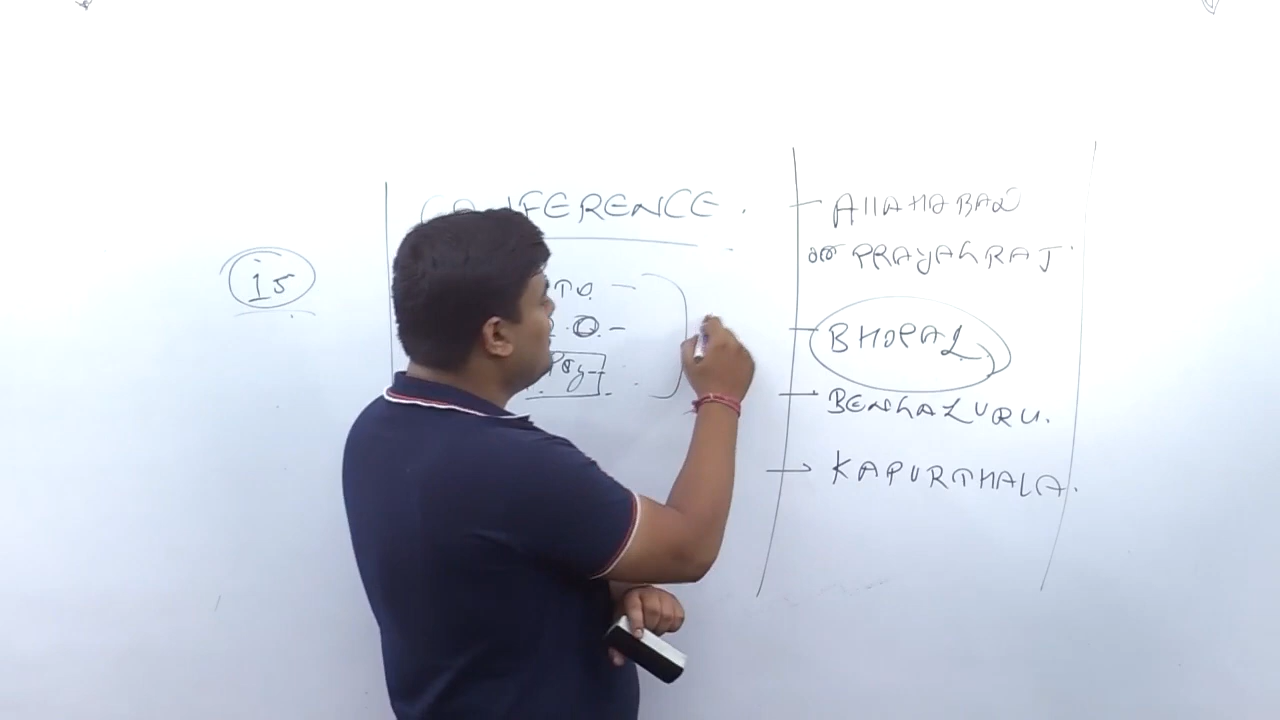 15
CONFERENCE.
ALLAHABAD
or PRAYAGRAJ
BHOPAL
BENGALURU.
KAPURTHALA.